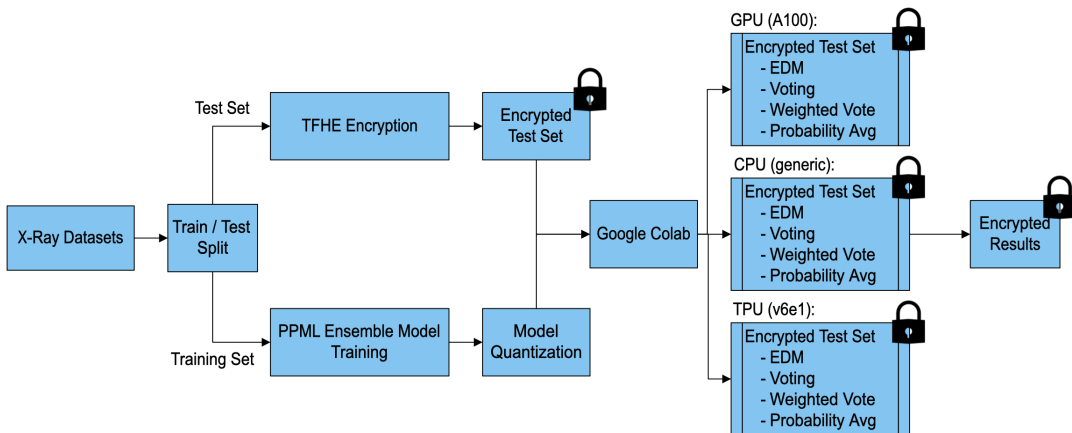 X-Ray Datasets
Train / Test
Split
Test Set
Training Set
TFHE Encryption
Encrypted
Test Set
PPML Ensemble Model
Training
Model
Quantization
Google Colab
GPU (A100):
Encrypted Test Set
- EDM
- Voting
- Weighted Vote
- Probability Avg
CPU (generic):
Encrypted Test Set
- EDM
- Voting
- Weighted Vote
- Probability Avg
TPU (v6e1):
Encrypted Test Set
- EDM
- Voting
- Weighted Vote
- Probability Avg
Encrypted
Results